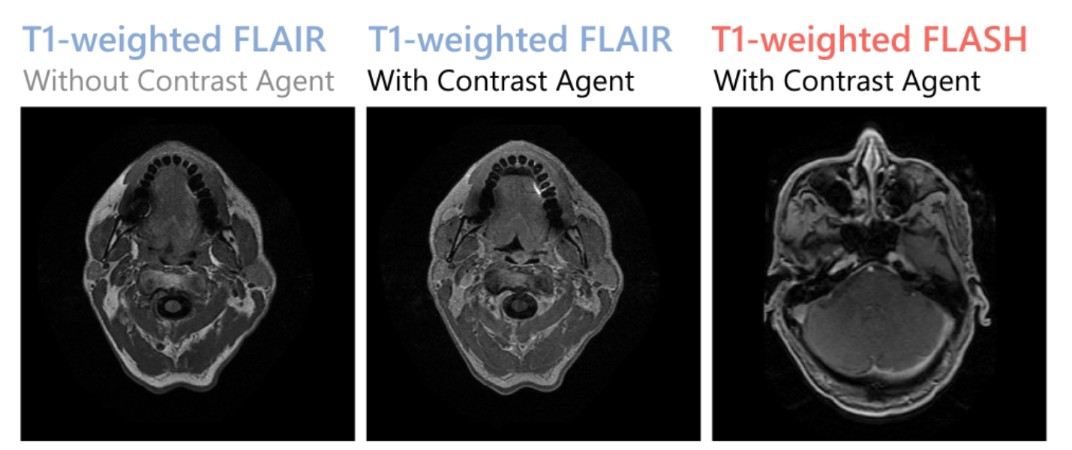 T1-weighted FLAIR
Without Contrast Agent
T1-weighted FLAIR
With Contrast Agent
T1-weighted FLASH
With Contrast Agent